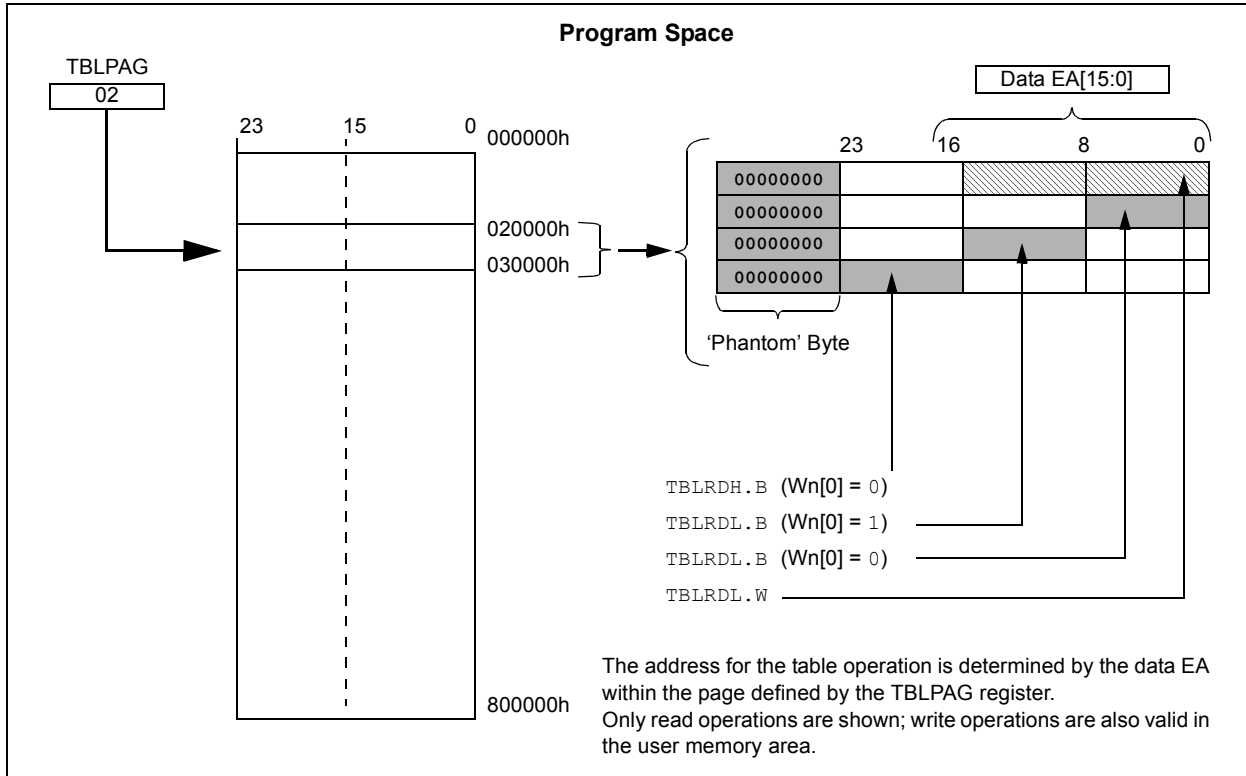 Program Space
TBLPAG
02
Data EA[15:0]
23 15 0
000000h
23 16 8 0
00000000
00000000
00000000
00000000
020000h
030000h
‘Phantom’ Byte
TBLRDH.B (Wn[0] = 0)
TBLRDL.B (Wn[0] = 1)
TBLRDL.B (Wn[0] = 0)
TBLRDL.W
800000h
The address for the table operation is determined by the data EA
within the page defined by the TBLPAG register.
Only read operations are shown; write operations are also valid in
the user memory area.